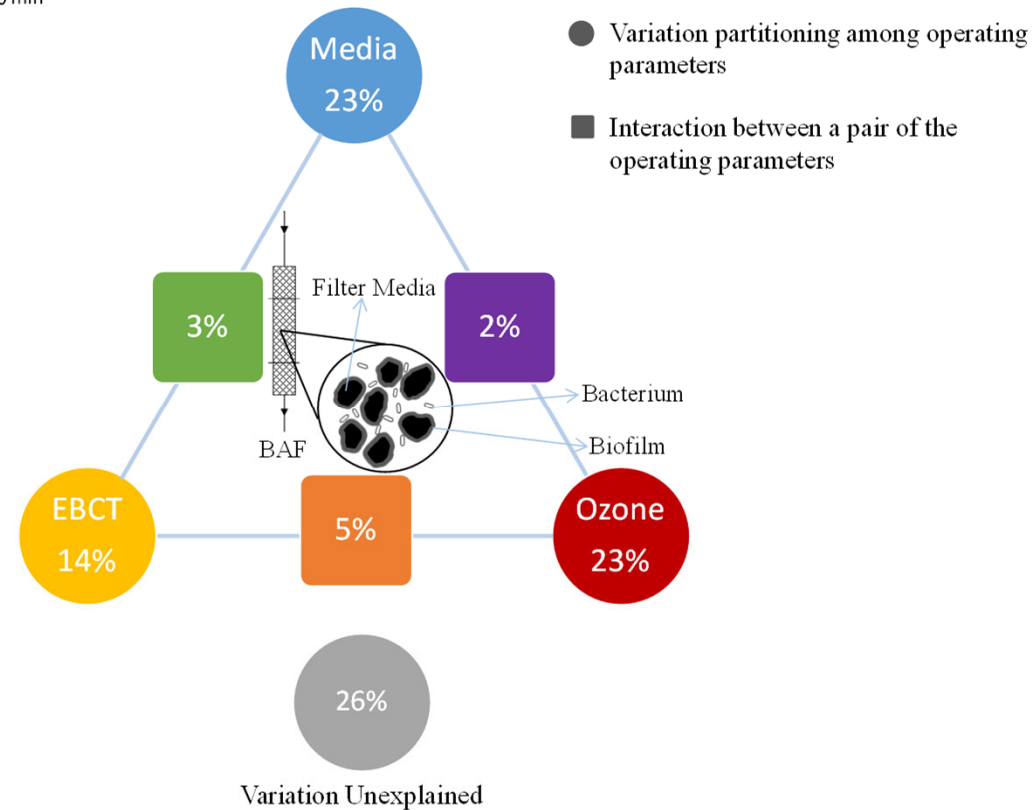 Media
23%
Variation partitioning among operating
parameters
Interaction between a pair of the
operating parameters
Filter Media
3%
2%
Bacterium
Biofilm
BAF
EBCT
14%
5%
Ozone
23%
26%
Variation Unexplained